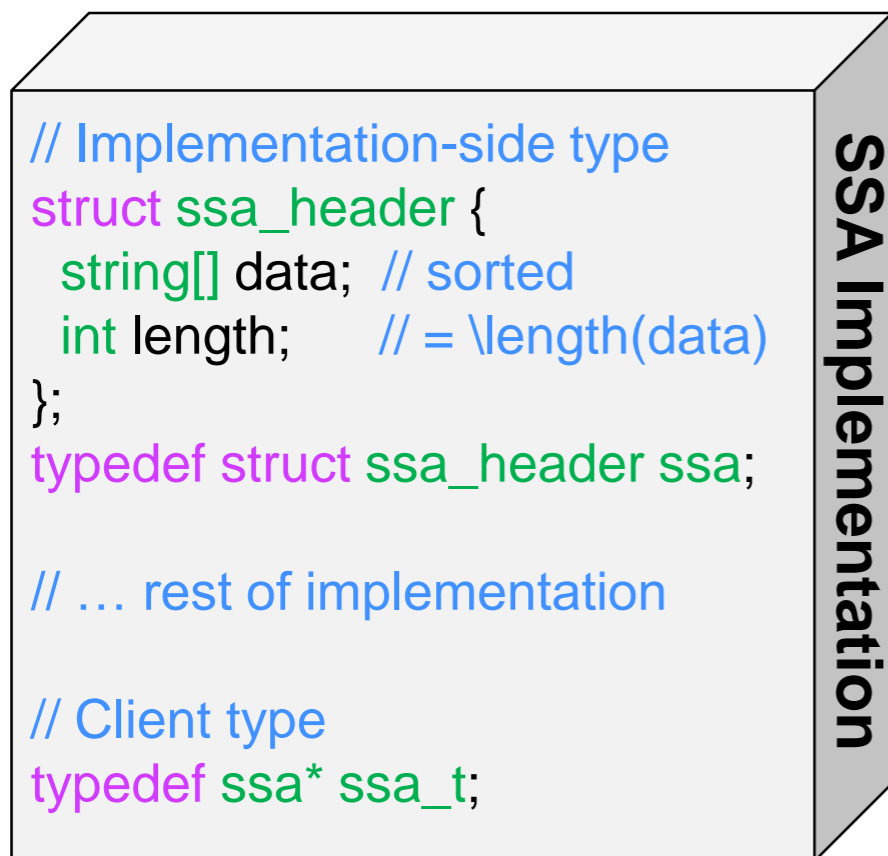 // Implementation-side type
struct ssa_header {
  string[] data;  // sorted
  int length;      // = \length(data)
};
typedef struct ssa_header ssa;
// … rest of implementation
// Client type
typedef ssa* ssa_t;
SSA Implementation